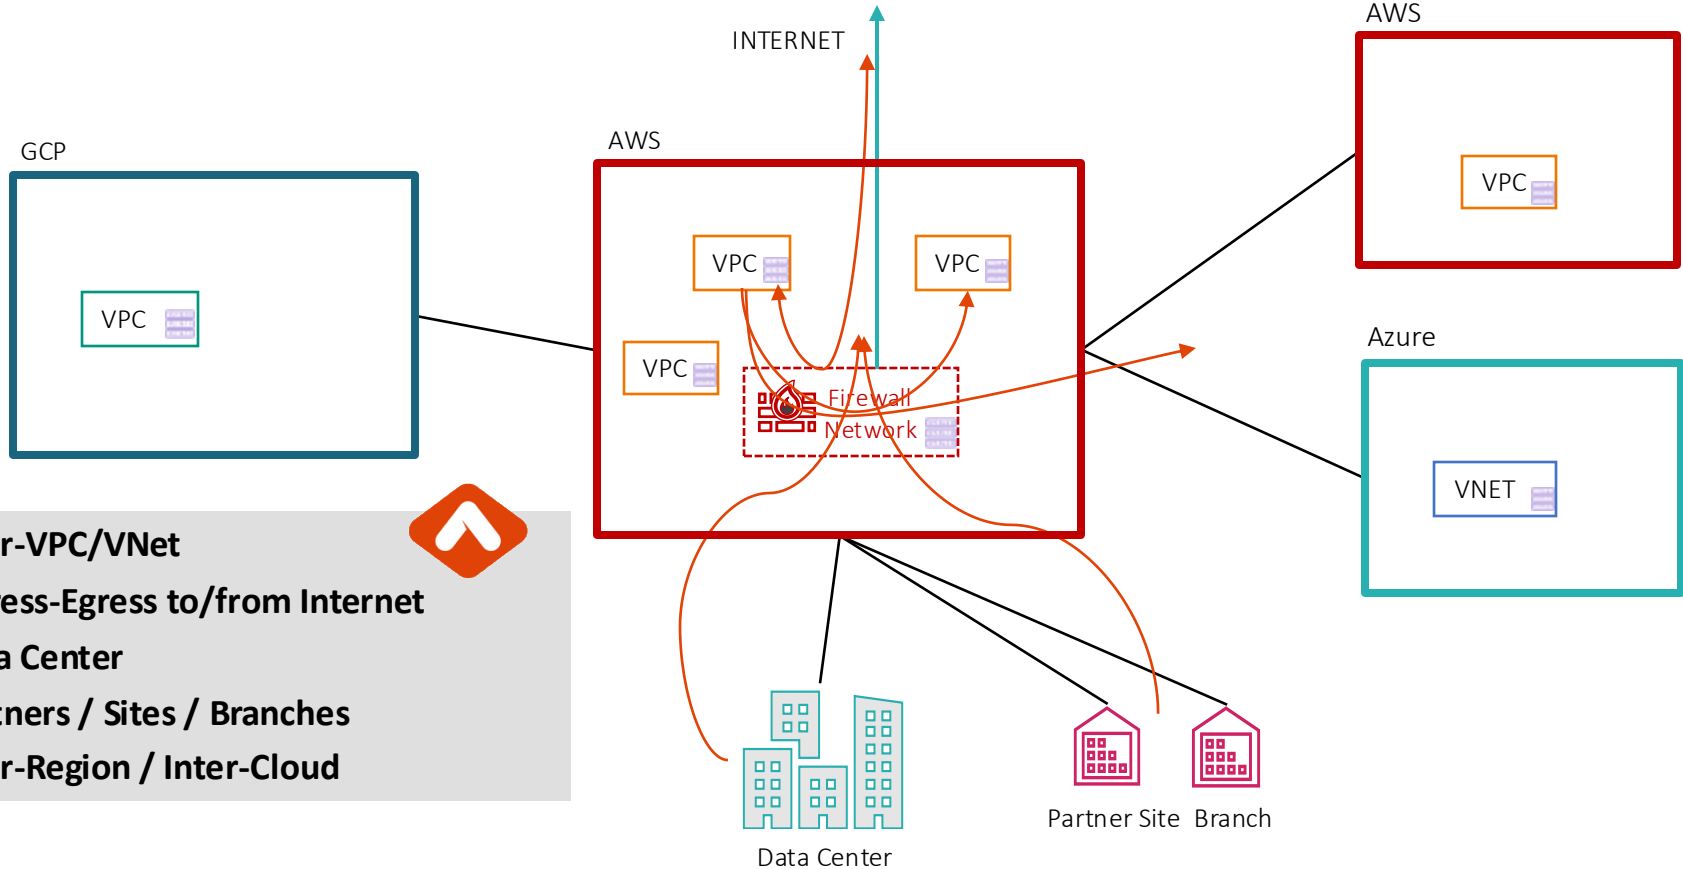 INTERNET
AWS
GCP
AWS
VPC
VPC
VPC
VPC
VPC
Azure
Firewall
Network
VNET
r-VPC/VNet
ess-Egress to/from Internet
a Center
tners / Sites / Branches
r-Region / Inter-Cloud
Partner Site
Branch
Data Center